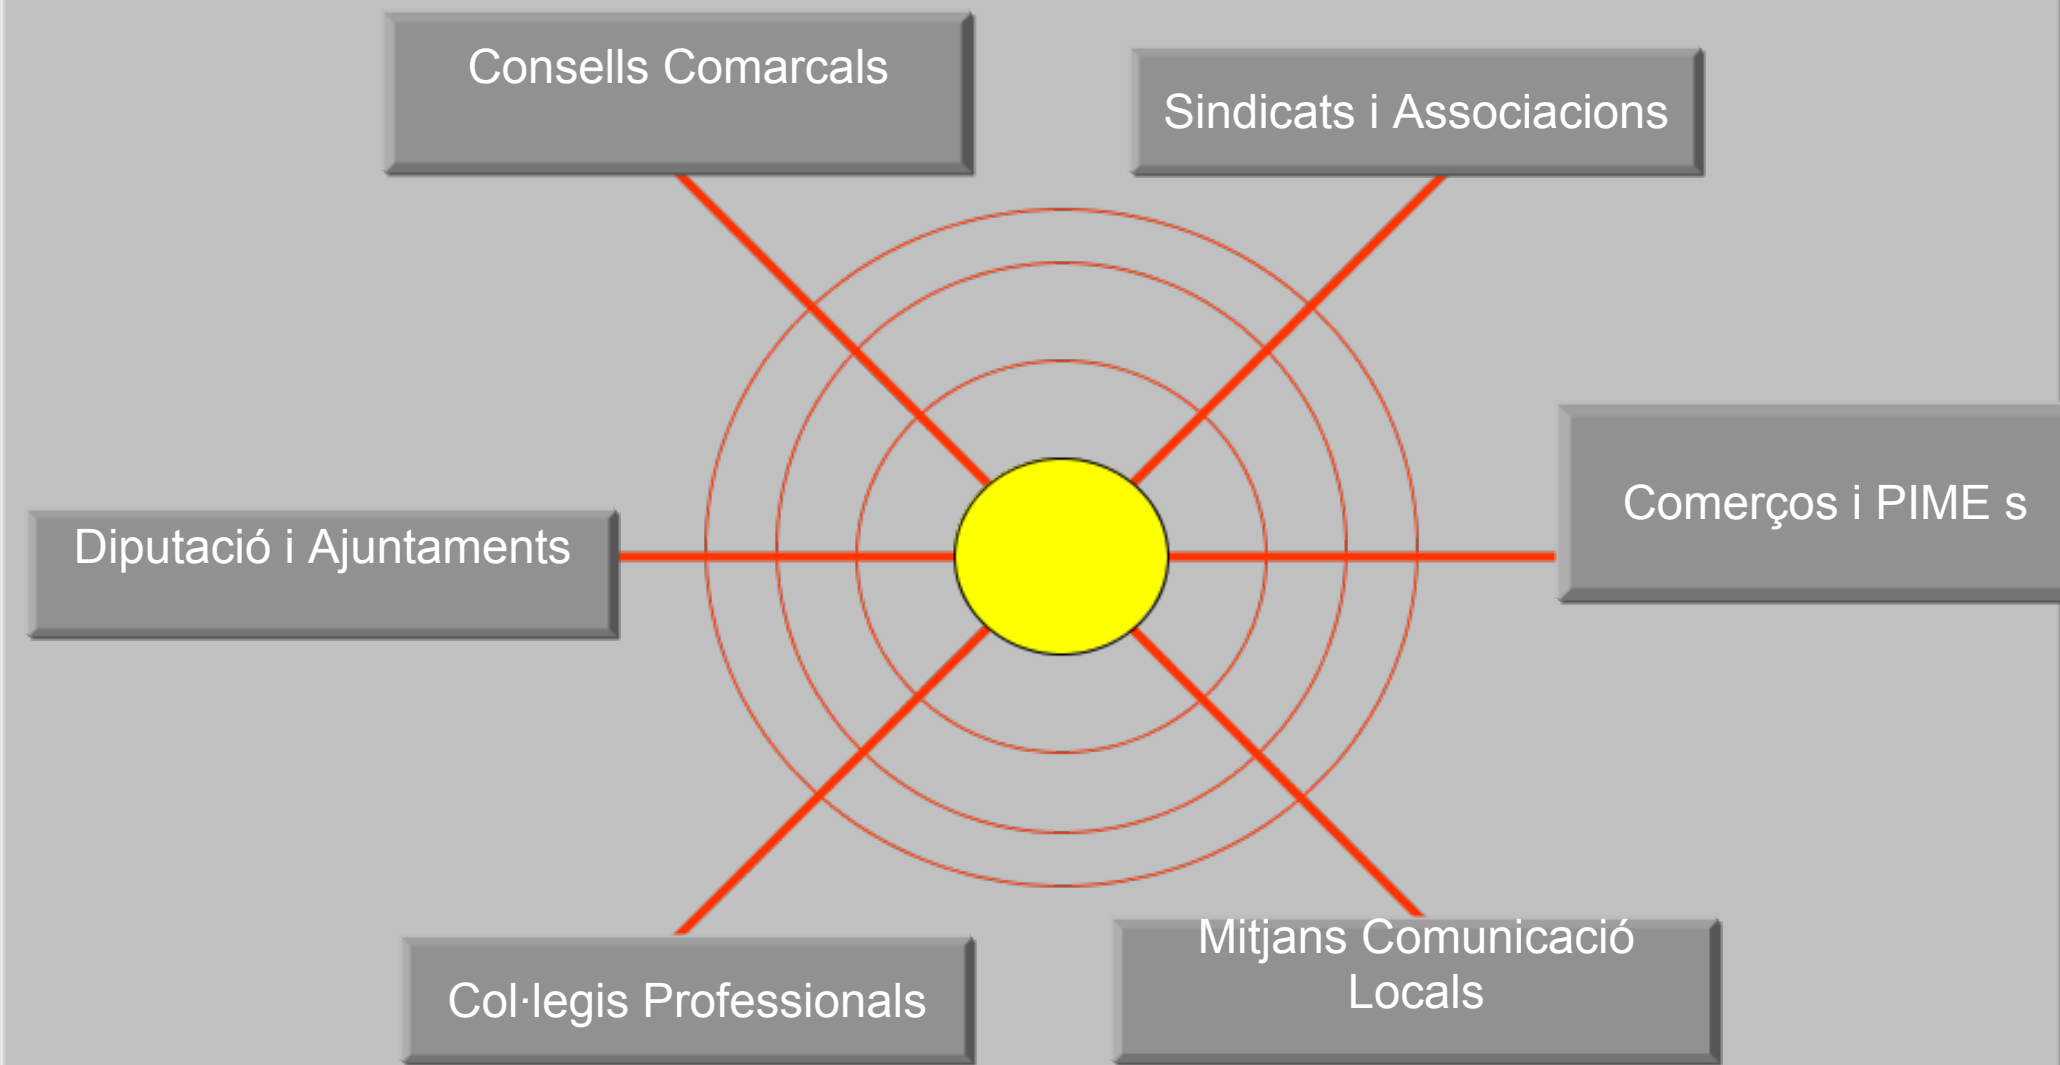 Consells Comarcals
Sindicats i Associacions
Comerços i PIME s
Diputació i Ajuntaments
Mitjans Comunicació
Locals
Col·legis Professionals